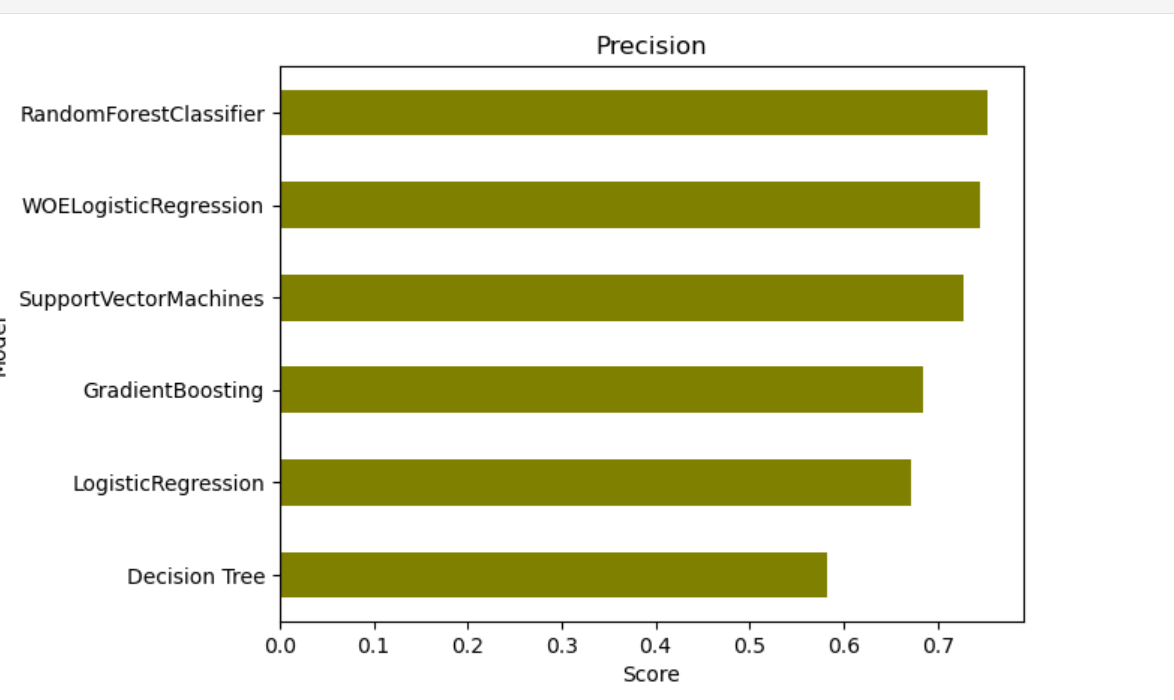 Precision
RandomForestClassifier
WOELogisticRegression
SupportVectorMachines
GradientBoosting
LogisticRegression
Decision Tree
0.0 0.1 0.2 0.3 0.4 0.5 0.6 0.7
Score